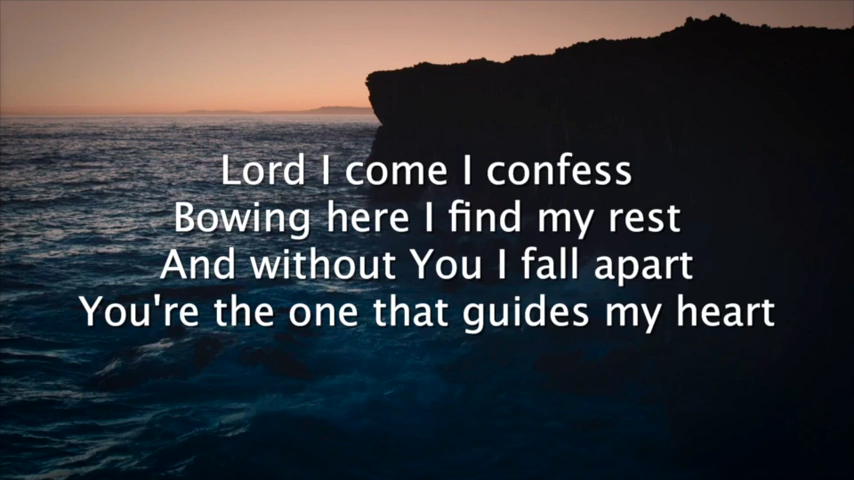 Lord I come I confess
Bowing here I find my rest
And without You I fall apart
You're the one that guides my heart